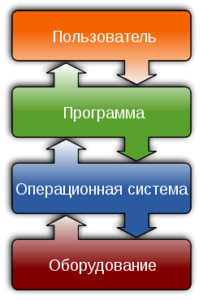 Пользователь
Программа
Операционная система
Оборудование